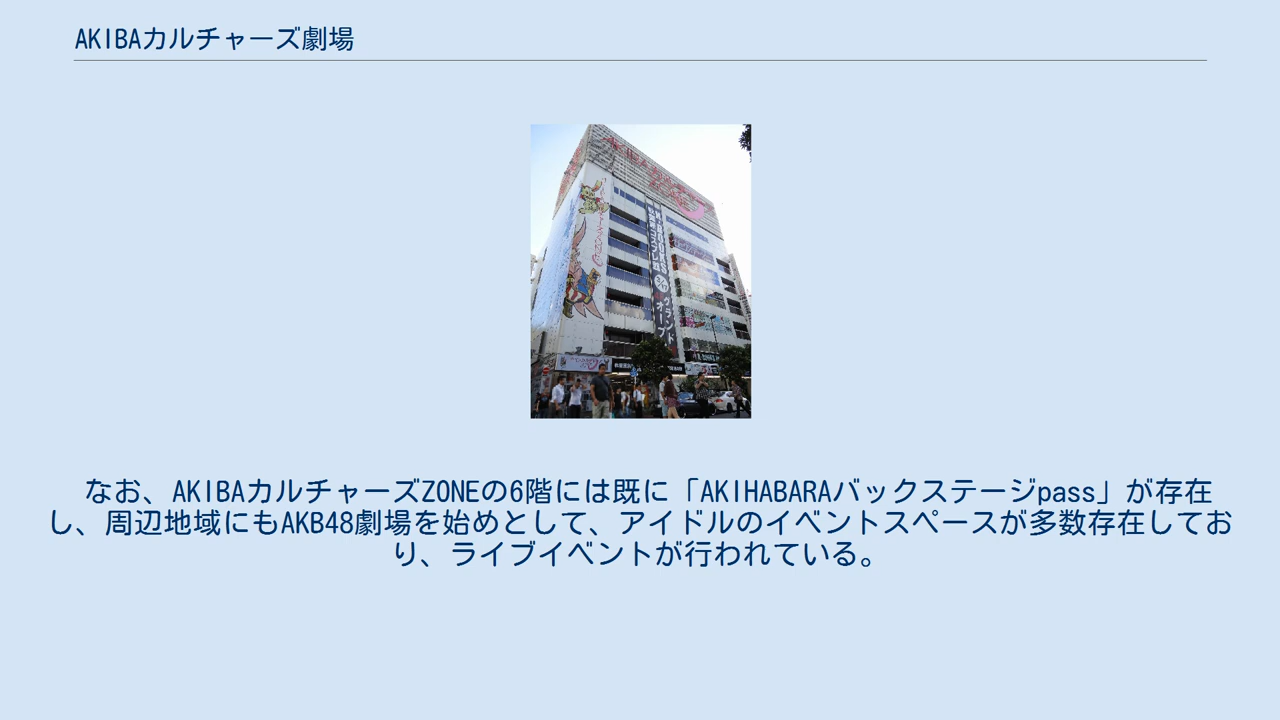 AKIBAカルチャーズ劇場
なお、AKIBAカルチャーズZONEの6階には既に「AKIHABARAバックステージpass」が存在
し、周辺地域にもAKB48劇場を始めとして、アイドルのイベントスペースが多数存在してお
り、ライブイベントが行われている。